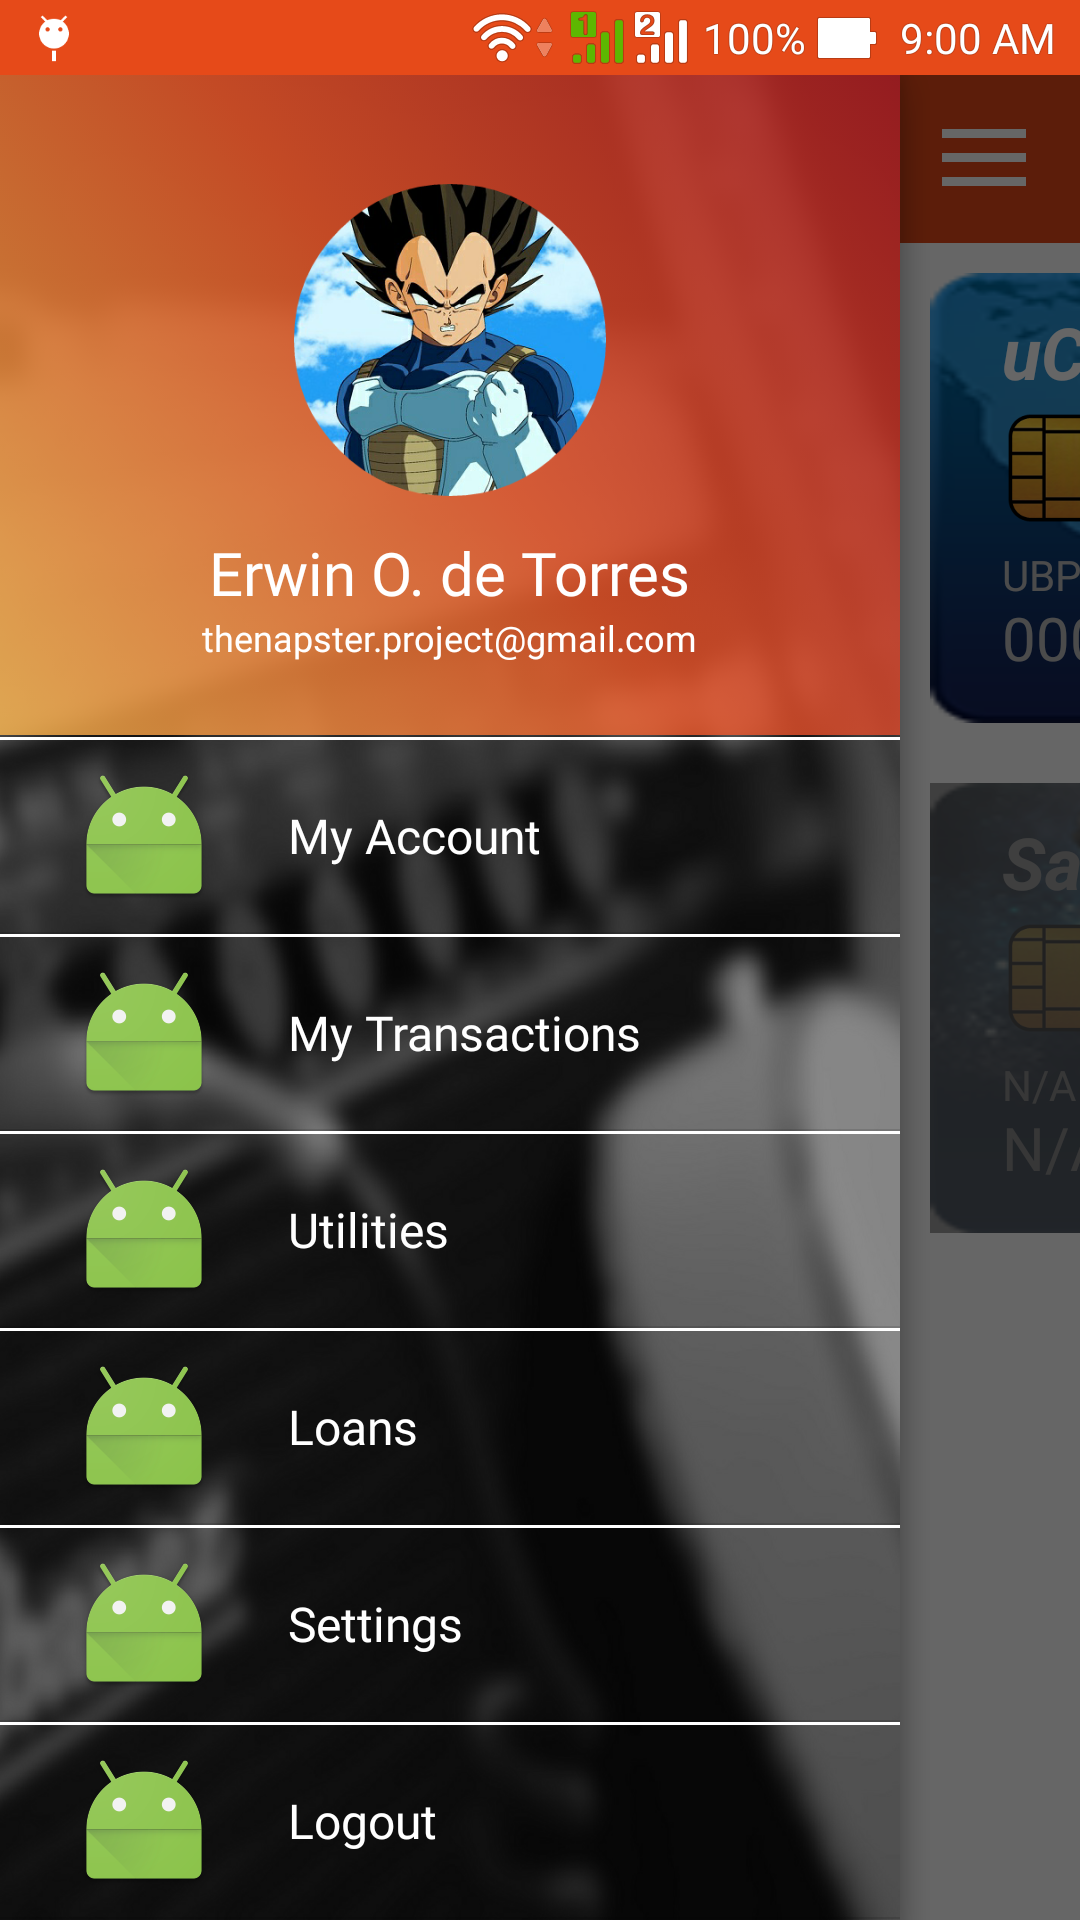 1 2 100% 9:00 AM
Erwin O. de Torres
thenapster.project@gmail.com
My Account
My Transactions
Utilities
Loans
Settings
Logout
uC
UBP
000
Sa
N/A
N/A